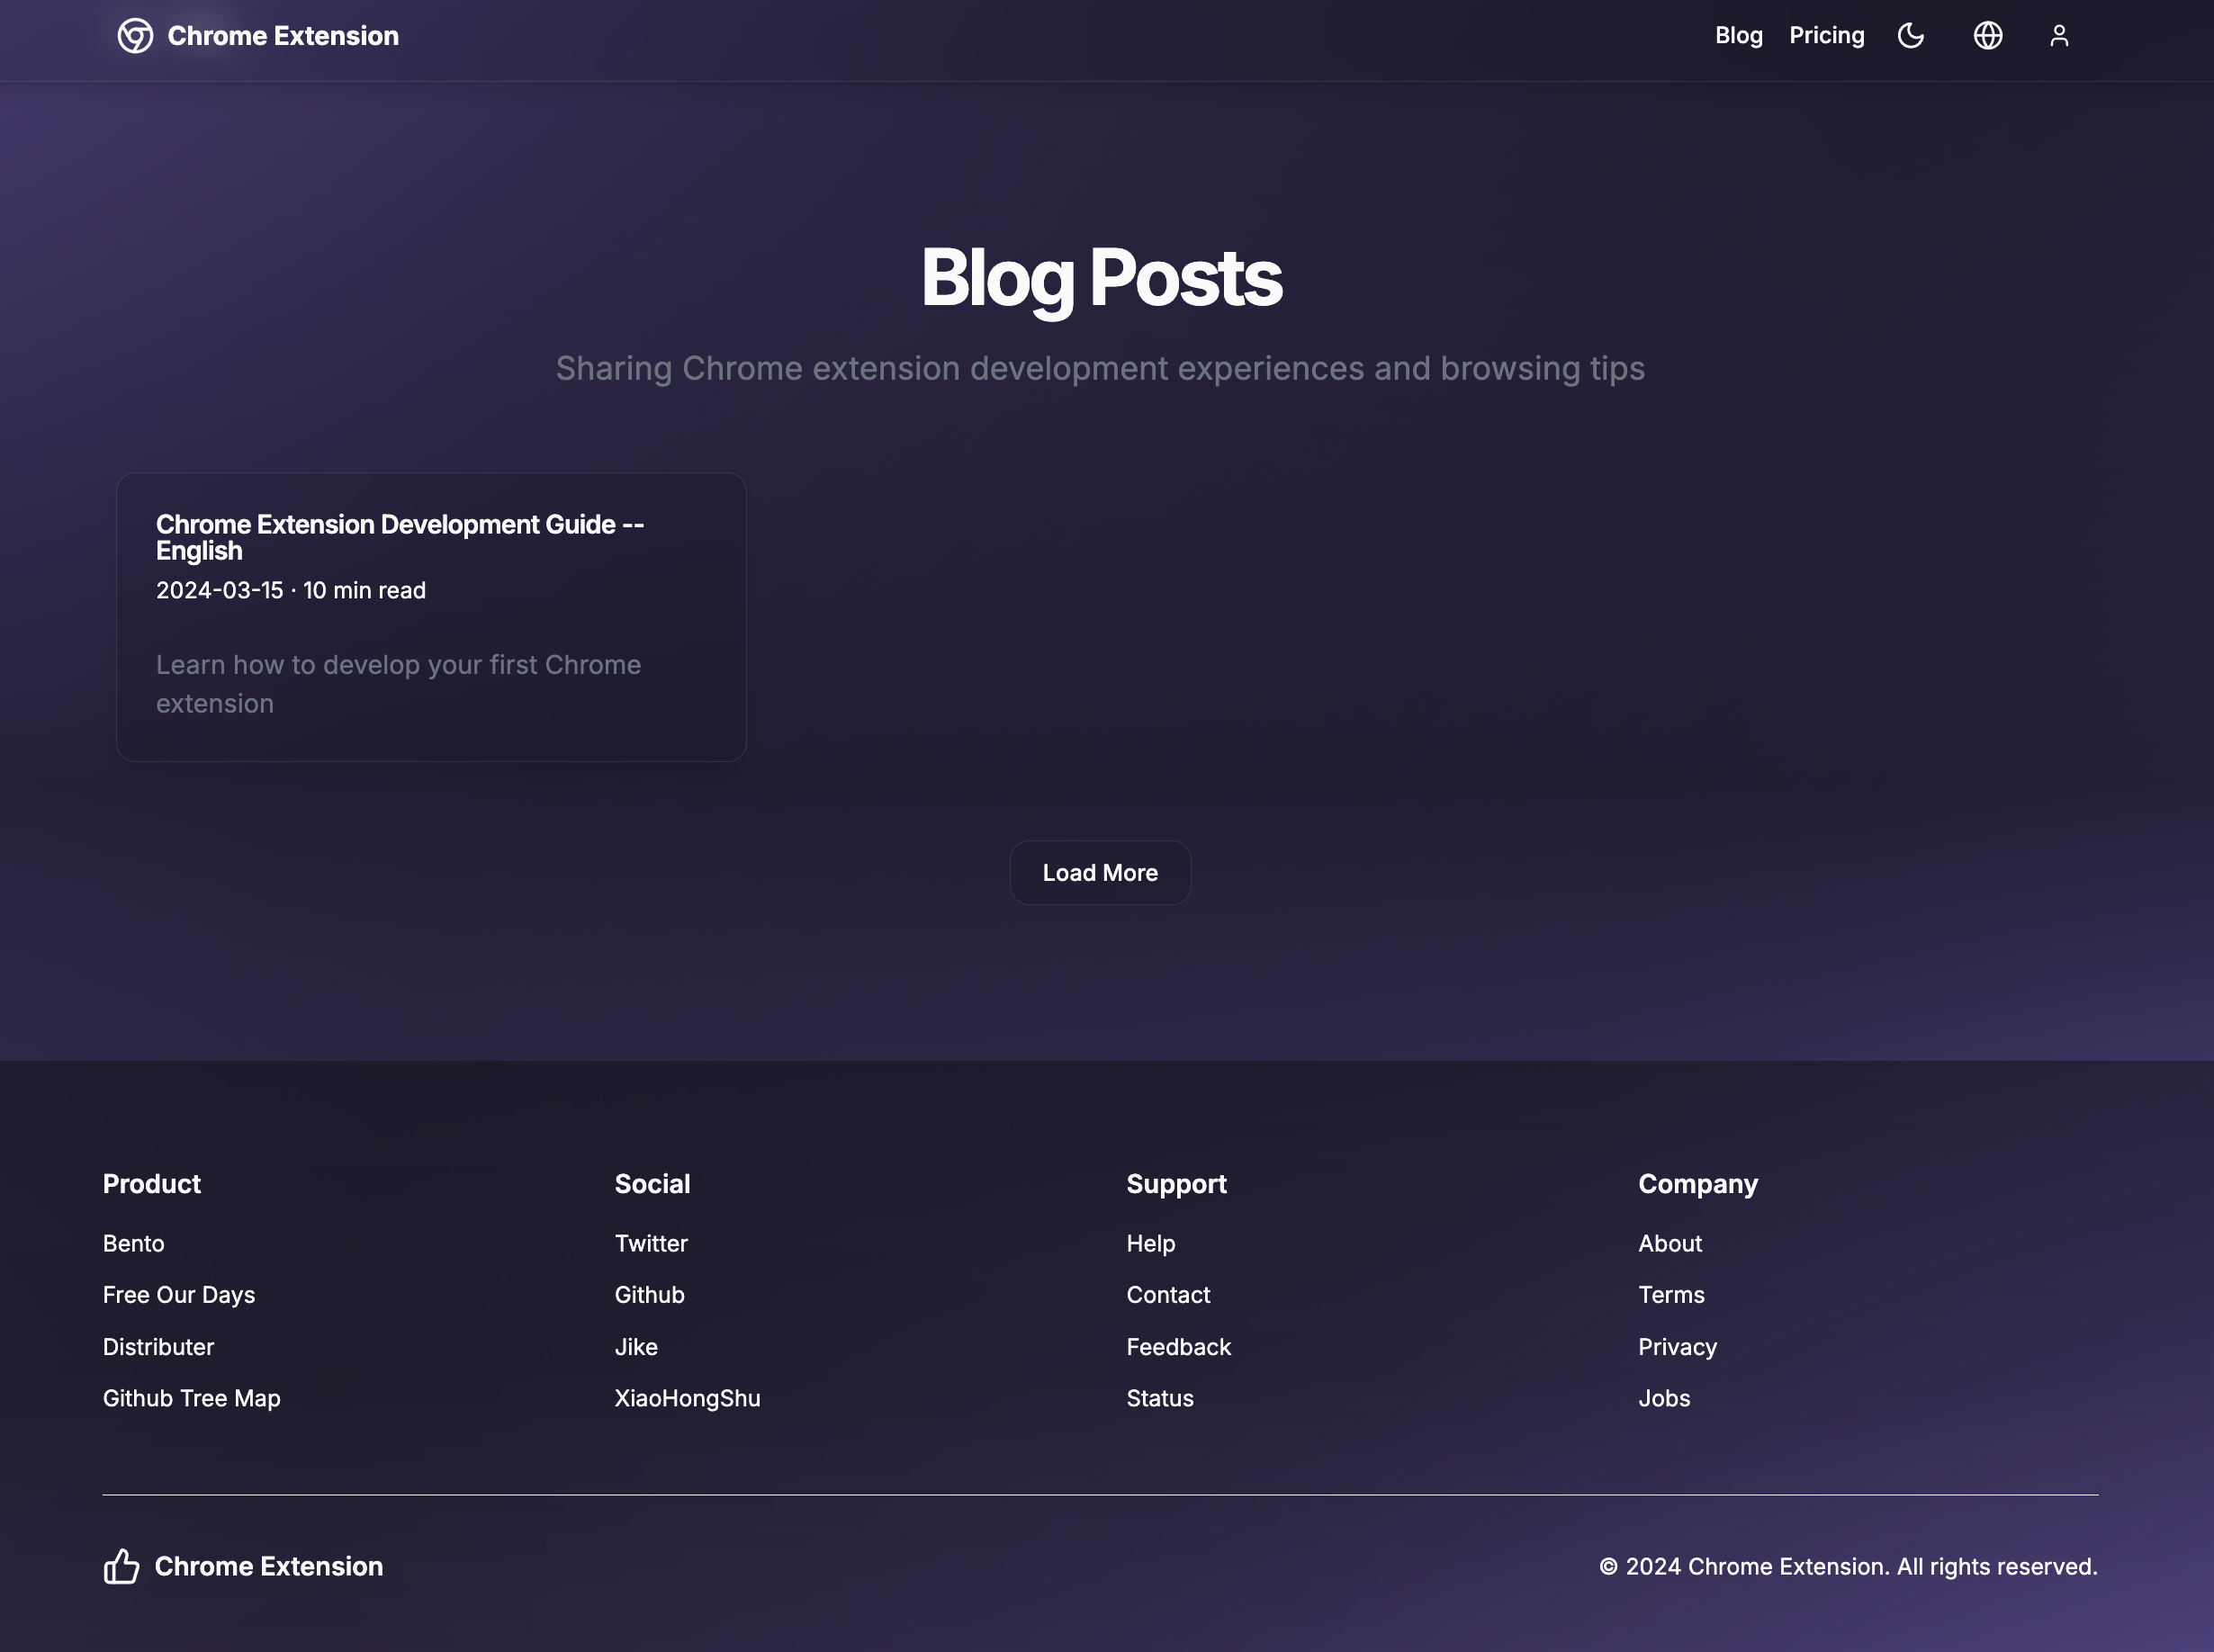 Chrome Extension
Blog Pricing
Blog Posts
Sharing Chrome extension development experiences and browsing tips
Chrome Extension Development Guide --
English
2024-03-15 · 10 min read
Learn how to develop your first Chrome
extension
Load More
Product
Bento
Free Our Days
Distributer
Github Tree Map
Social
Twitter
Github
Jike
XiaoHongShu
Support
Help
Contact
Feedback
Status
Company
About
Terms
Privacy
Jobs
Chrome Extension
© 2024 Chrome Extension. All rights reserved.